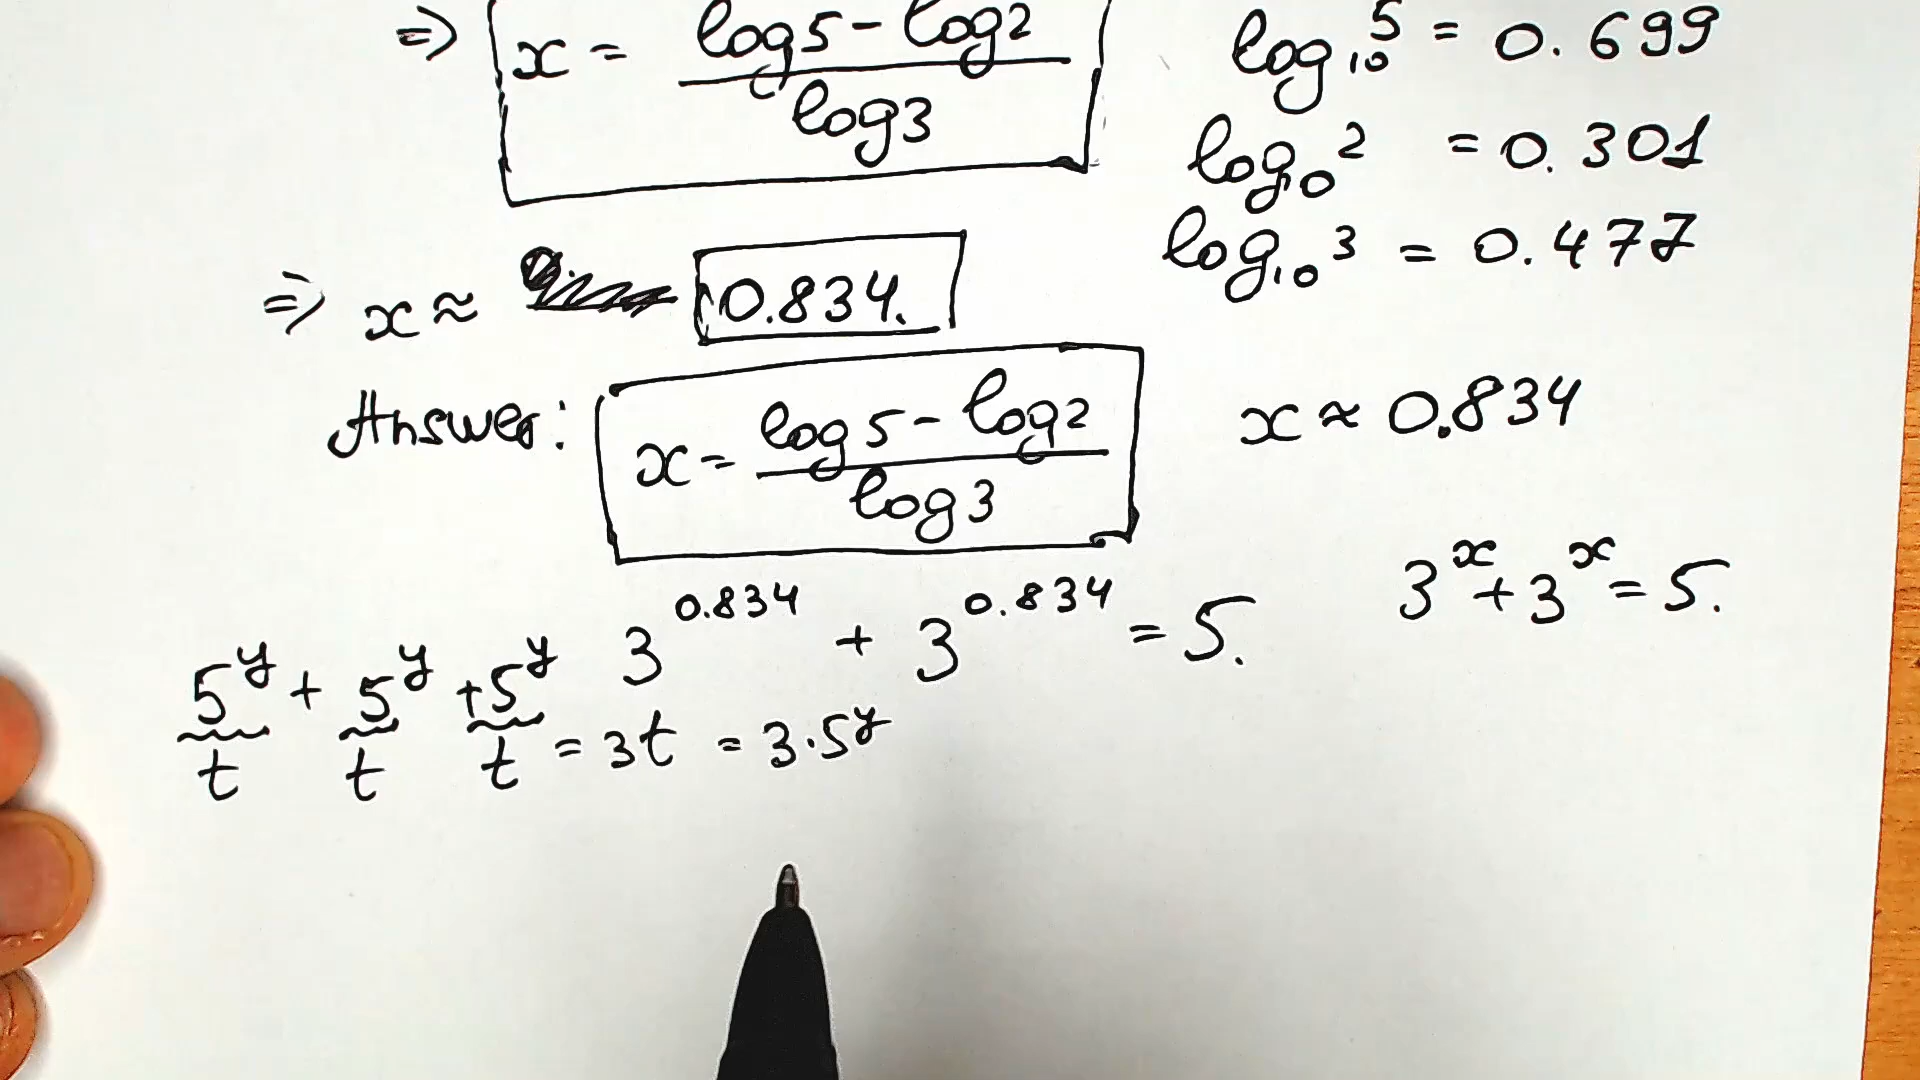 ⇒ x = (log5 - log2)/log3
log₁₀5 = 0.699
log₁₀2 = 0.301
log₁₀3 = 0.477
⇒ x ≈ 0.834.
Answer: x = (log5 - log2)/log3 x ≈ 0.834
3^x + 3^x = 5.
3^0.834 + 3^0.834 = 5.
5^y + 5^y + 5^y
t t t = 3t = 3·5^y